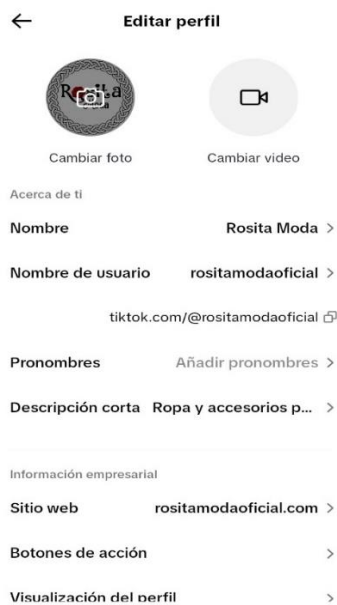 Editar perfil
Cambiar foto
Cambiar video
Acerca de ti
Nombre Rosita Moda >
Nombre de usuario rositamodaoficial >
tiktok.com/@rositamodaoficial
Pronombres Añadir pronombres >
Descripción corta Ropa y accesorios p... >
Información empresarial
Sitio web rositamodaoficial.com >
Botones de acción >
Visualización del perfil >